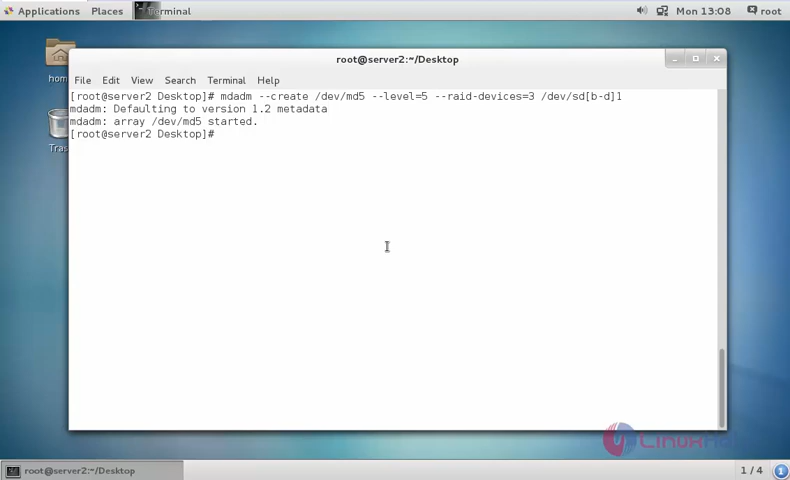 Applications Places Terminal Mon 13:08 root
root@server2:~/Desktop
File Edit View Search Terminal Help
[root@server2 Desktop]# mdadm --create /dev/md5 --level=5 --raid-devices=3 /dev/sd[b-d]1
mdadm: Defaulting to version 1.2 metadata
mdadm: array /dev/md5 started.
[root@server2 Desktop]#
root@server2:~/Desktop 1 / 4 1